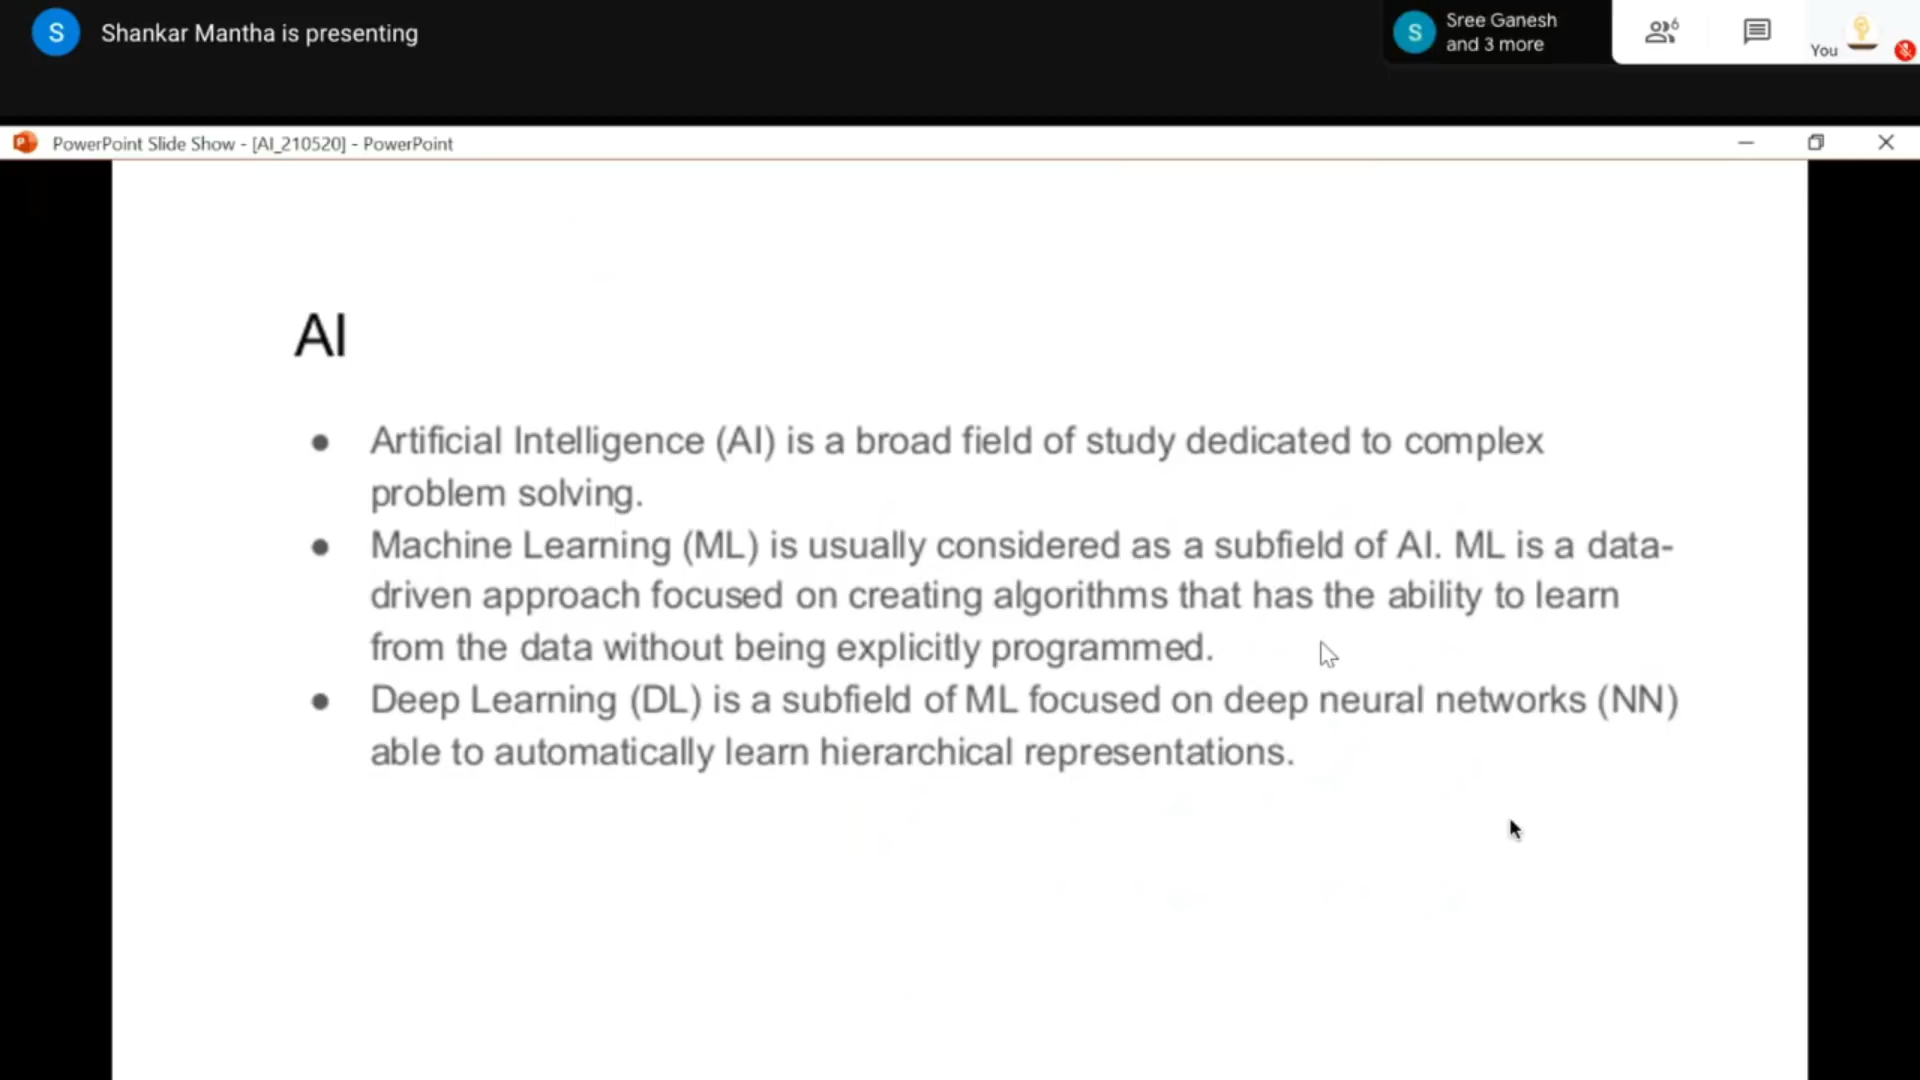 S Shankar Mantha is presenting
S Sree Ganesh
and 3 more
6
You
PowerPoint Slide Show - [AI_210520] - PowerPoint
AI
● Artificial Intelligence (AI) is a broad field of study dedicated to complex
problem solving.
● Machine Learning (ML) is usually considered as a subfield of AI. ML is a data-
driven approach focused on creating algorithms that has the ability to learn
from the data without being explicitly programmed.
● Deep Learning (DL) is a subfield of ML focused on deep neural networks (NN)
able to automatically learn hierarchical representations.